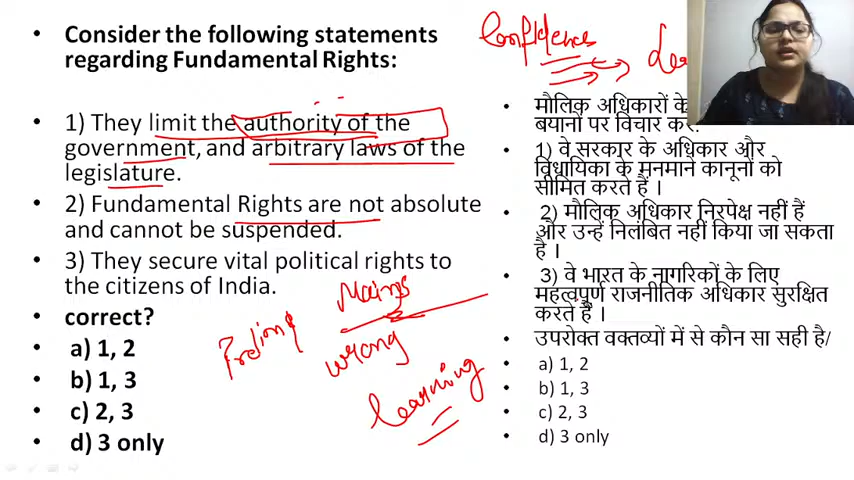 Consider the following statements
regarding Fundamental Rights:
1) They limit the authority of the
government, and arbitrary laws of the
legislature.
2) Fundamental Rights are not absolute
and cannot be suspended.
3) They secure vital political rights to
the citizens of India.
correct?
a) 1, 2
b) 1, 3
c) 2, 3
d) 3 only
Mains
wrong
learning
Confidence
मौलिक अधिकारों के
बयानों पर विचार करें:
1) वे सरकार के अधिकार और
विधायिका के मनमाने कानूनों को
सीमित करते हैं ।
2) मौलिक अधिकार निरपेक्ष नहीं हैं
और उन्हें निलंबित नहीं किया जा सकता
है ।
3) वे भारत के नागरिकों के लिए
महत्वपूर्ण राजनीतिक अधिकार सुरक्षित
करते हैं ।
उपरोक्त वक्तव्यों में से कौन सा सही है/
a) 1, 2
b) 1, 3
c) 2, 3
d) 3 only